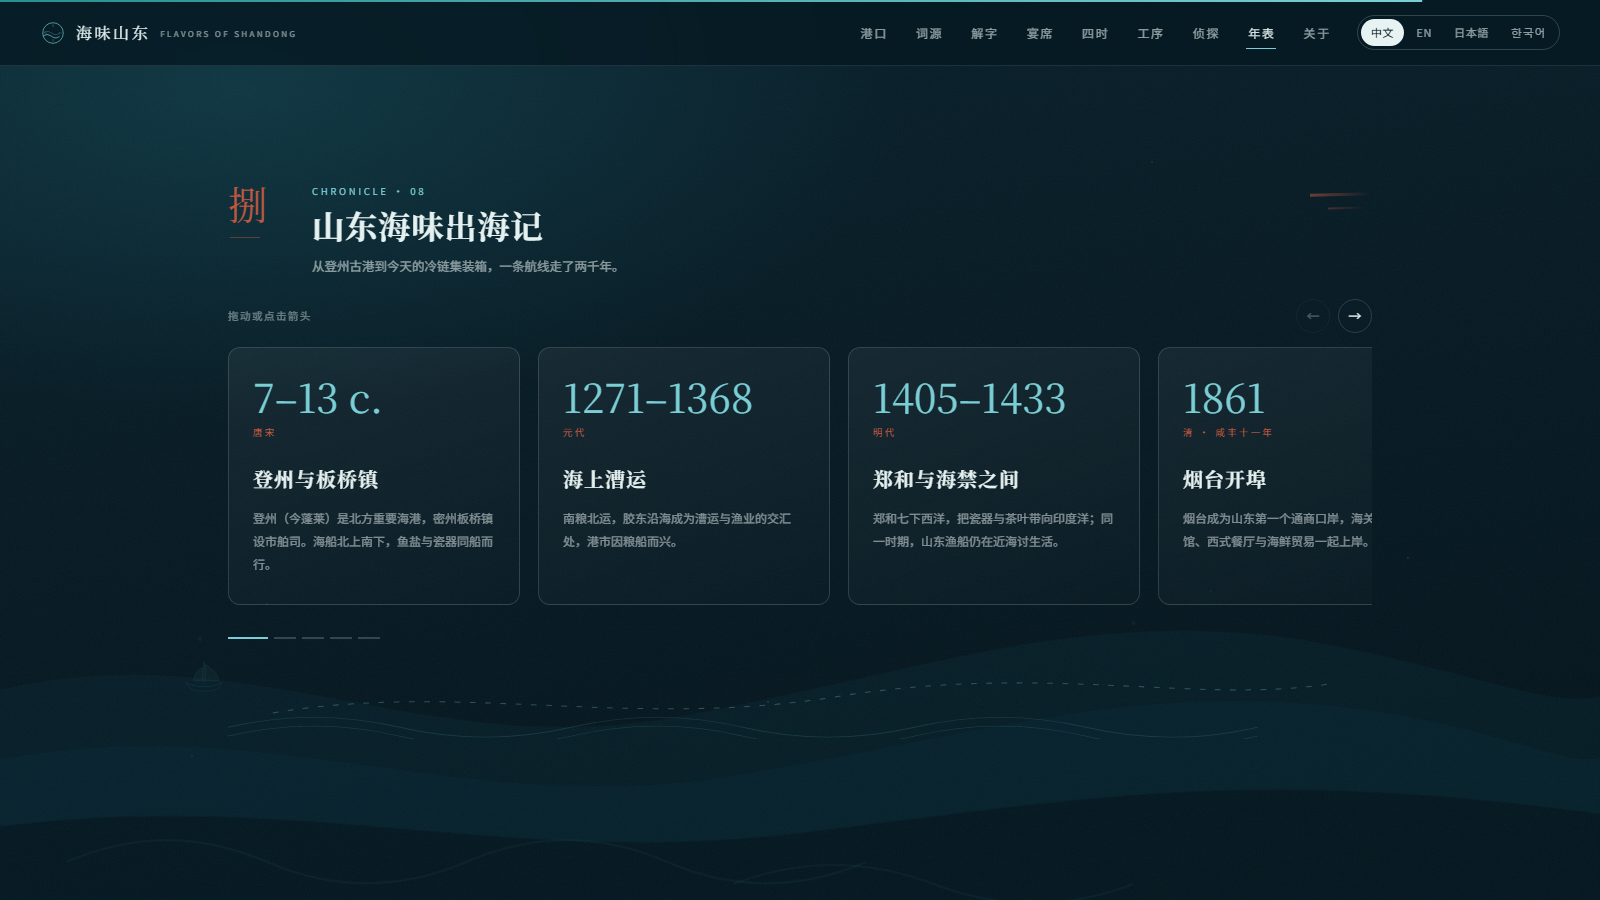 海味山东 FLAVORS OF SHANDONG
港口 词源 解字 宴席 四时 工序 侦探 年表 关于 中文 EN 日本語 한국어
捌
CHRONICLE · 08
山东海味出海记
从登州古港到今天的冷链集装箱，一条航线走了两千年。
拖动或点击箭头
← →
7–13 c.
唐宋
登州与板桥镇
登州（今蓬莱）是北方重要海港，密州板桥镇
设市舶司。海船北上南下，鱼盐与瓷器同船而
行。
1271–1368
元代
海上漕运
南粮北运，胶东沿海成为漕运与渔业的交汇
处，港市因粮船而兴。
1405–1433
明代
郑和与海禁之间
郑和七下西洋，把瓷器与茶叶带向印度洋；同
一时期，山东渔船仍在近海讨生活。
1861
清 · 咸丰十一年
烟台开埠
烟台成为山东第一个通商口岸，海关
馆、西式餐厅与海鲜贸易一起上岸。